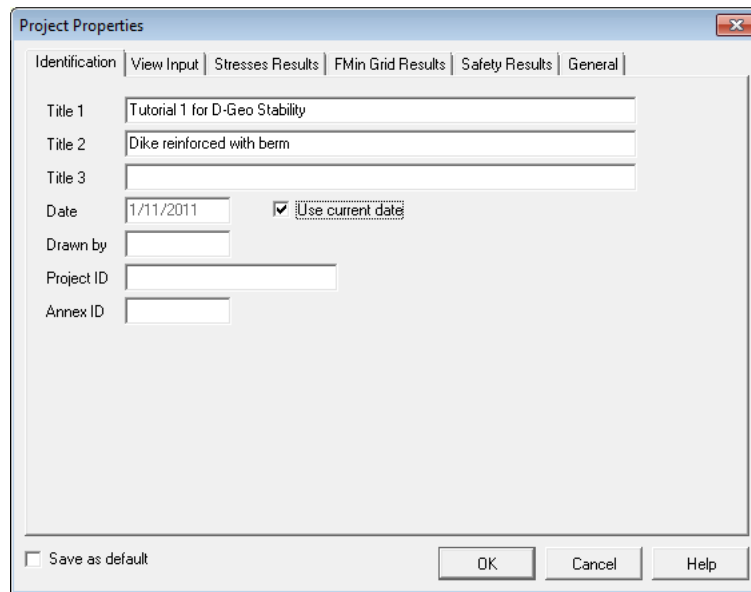 Project Properties
Identification View Input Stresses Results FMin Grid Results Safety Results General
Title 1 Tutorial 1 for D-Geo Stability
Title 2 Dike reinforced with berm
Title 3
Date 1/11/2011 Use current date
Drawn by
Project ID
Annex ID
Save as default OK Cancel Help